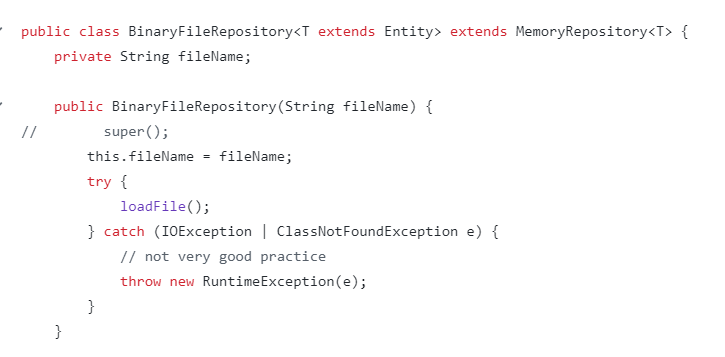 public class BinaryFileRepository<T extends Entity> extends MemoryRepository<T> {
    private String fileName;

    public BinaryFileRepository(String fileName) {
//        super();
        this.fileName = fileName;
        try {
            loadFile();
        } catch (IOException | ClassNotFoundException e) {
            // not very good practice
            throw new RuntimeException(e);
        }
    }